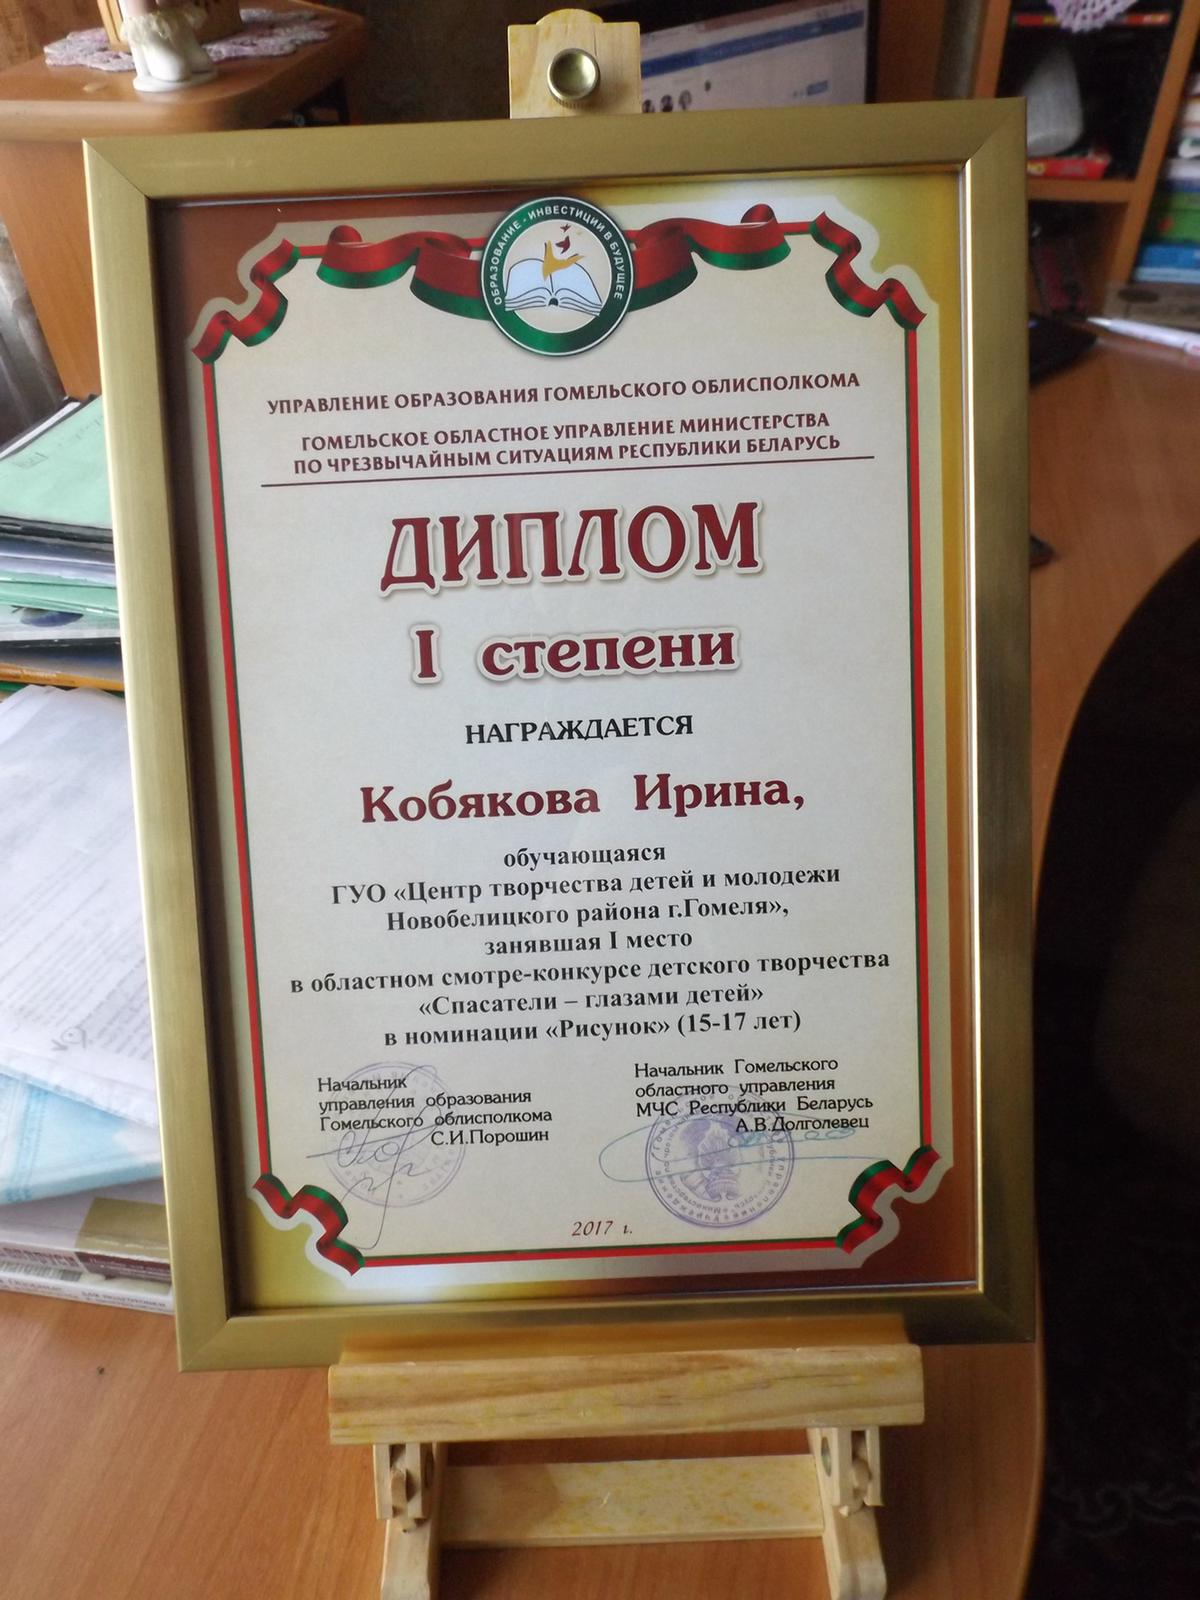 ОБРАЗОВАНИЕ - ИНВЕСТИЦИИ В БУДУЩЕЕ
УПРАВЛЕНИЕ ОБРАЗОВАНИЯ ГОМЕЛЬСКОГО ОБЛИСПОЛКОМА
ГОМЕЛЬСКОЕ ОБЛАСТНОЕ УПРАВЛЕНИЕ МИНИСТЕРСТВА
ПО ЧРЕЗВЫЧАЙНЫМ СИТУАЦИЯМ РЕСПУБЛИКИ БЕЛАРУСЬ
ДИПЛОМ
I степени
НАГРАЖДАЕТСЯ
Кобякова Ирина,
обучающаяся
ГУО «Центр творчества детей и молодежи
Новобелицкого района г.Гомеля»,
занявшая I место
в областном смотре-конкурсе детского творчества
«Спасатели – глазами детей»
в номинации «Рисунок» (15-17 лет)
Начальник
управления образования
Гомельского облисполкома
С.И.Порошин
Начальник Гомельского
областного управления
МЧС Республики Беларусь
А.В.Долголевец
2017 г.